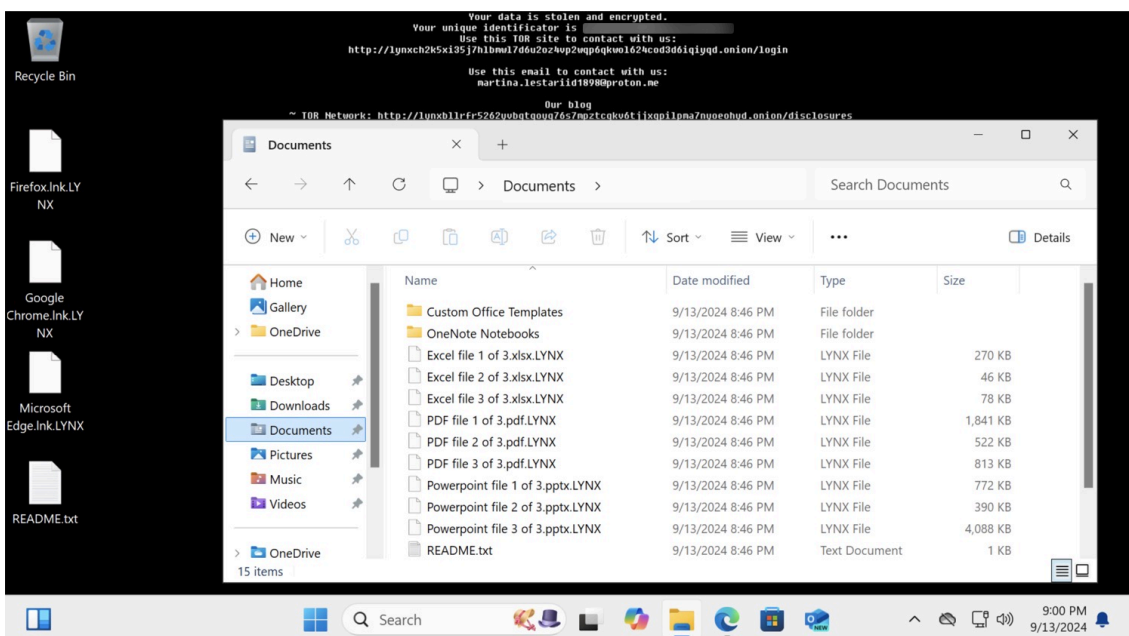 Your data is stolen and encrypted.
Your unique identificator is
Use this TOR site to contact with us:
http://lynxch2k5xi35j7hlbmwl7d6u2oz4vp2wqp6qkwol624cod3d6iqiyqd.onion/login
Use this email to contact with us:
martina.lestariid1898@proton.me
Our blog
~ TOR Network: http://lynxbllrfr5262yvbgtqoyq76s7mpztcqkv6tjjxgpilpma7nyoeohyd.onion/disclosures
Recycle Bin
Firefox.lnk.LY
NX
Google
Chrome.lnk.LY
NX
Microsoft
Edge.lnk.LYNX
README.txt
Documents
Documents
Search Documents
New
Sort
View
Details
Home
Gallery
OneDrive
Desktop
Downloads
Documents
Pictures
Music
Videos
OneDrive
Name Date modified Type Size
Custom Office Templates 9/13/2024 8:46 PM File folder
OneNote Notebooks 9/13/2024 8:46 PM File folder
Excel file 1 of 3.xlsx.LYNX 9/13/2024 8:46 PM LYNX File 270 KB
Excel file 2 of 3.xlsx.LYNX 9/13/2024 8:46 PM LYNX File 46 KB
Excel file 3 of 3.xlsx.LYNX 9/13/2024 8:46 PM LYNX File 78 KB
PDF file 1 of 3.pdf.LYNX 9/13/2024 8:46 PM LYNX File 1,841 KB
PDF file 2 of 3.pdf.LYNX 9/13/2024 8:46 PM LYNX File 522 KB
PDF file 3 of 3.pdf.LYNX 9/13/2024 8:46 PM LYNX File 813 KB
Powerpoint file 1 of 3.pptx.LYNX 9/13/2024 8:46 PM LYNX File 772 KB
Powerpoint file 2 of 3.pptx.LYNX 9/13/2024 8:46 PM LYNX File 390 KB
Powerpoint file 3 of 3.pptx.LYNX 9/13/2024 8:46 PM LYNX File 4,088 KB
README.txt 9/13/2024 8:46 PM Text Document 1 KB
15 items
Search
NEW
9:00 PM
9/13/2024